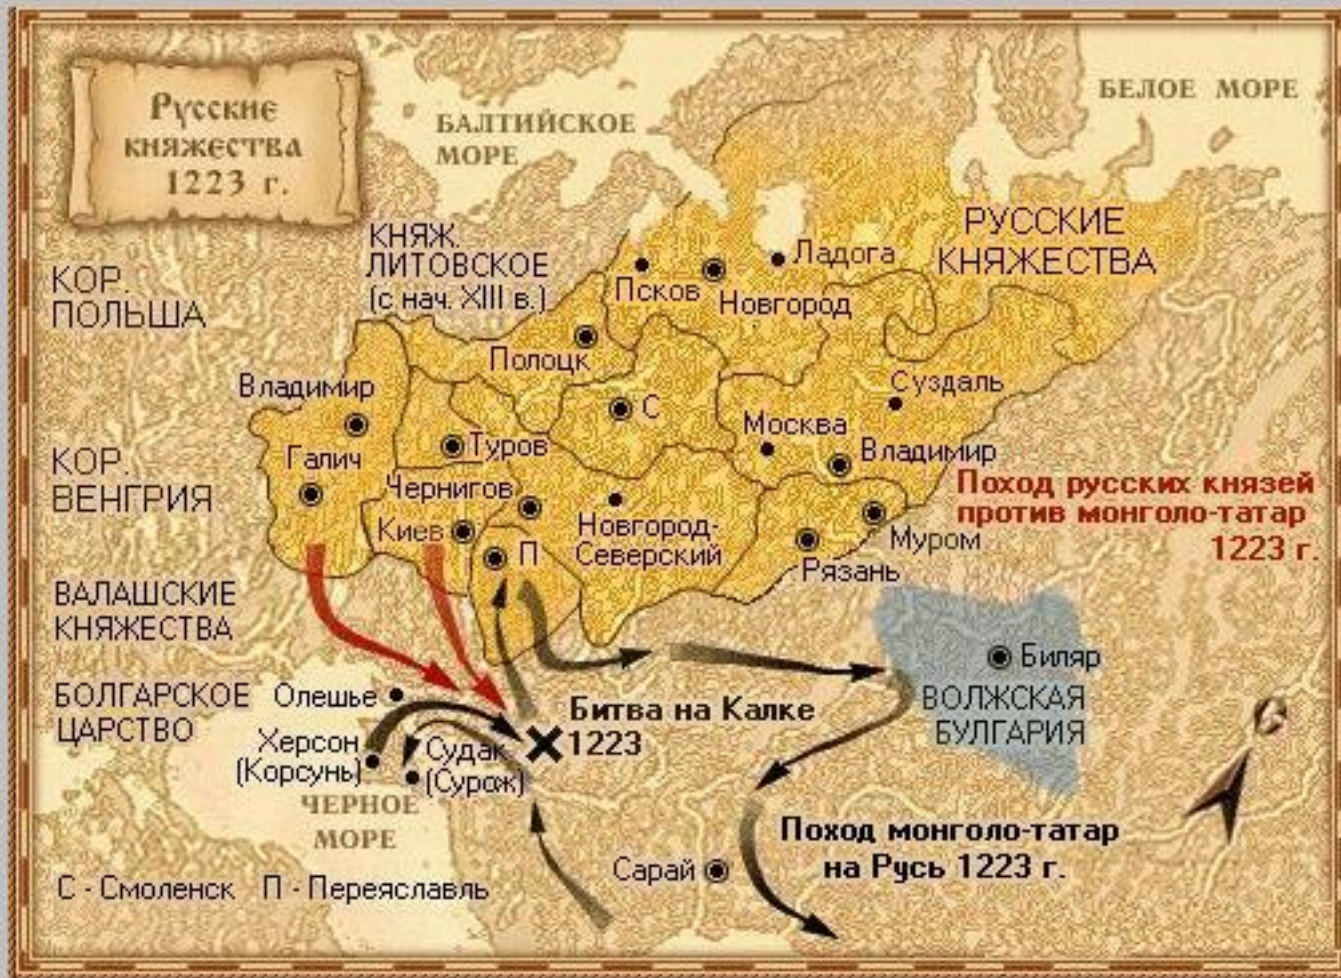 Русские
княжества
1223 г.
БАЛТИЙСКОЕ
МОРЕ
БЕЛОЕ МОРЕ
КНЯЖ.
ЛИТОВСКОЕ
(с нач. XIII в.)
РУССКИЕ
КНЯЖЕСТВА
КОР.
ПОЛЬША
Псков
Новгород
Ладога
Полоцк
Владимир
Суздаль
С
Москва
Владимир
Туров
Галич
КОР.
ВЕНГРИЯ
Чернигов
Киев
П
Новгород-
Северский
Муром
Рязань
Поход русских князей
против монголо-татар
1223 г.
ВАЛАШСКИЕ
КНЯЖЕСТВА
БОЛГАРСКОЕ
ЦАРСТВО
Олешье
Херсон
(Корсунь)
Судак
(Сурож)
Битва на Калке
1223
Биляр
ВОЛЖСКАЯ
БУЛГАРИЯ
С
ЧЕРНОЕ
МОРЕ
Поход монголо-татар
на Русь 1223 г.
Сарай
С - Смоленск П - Переяславль